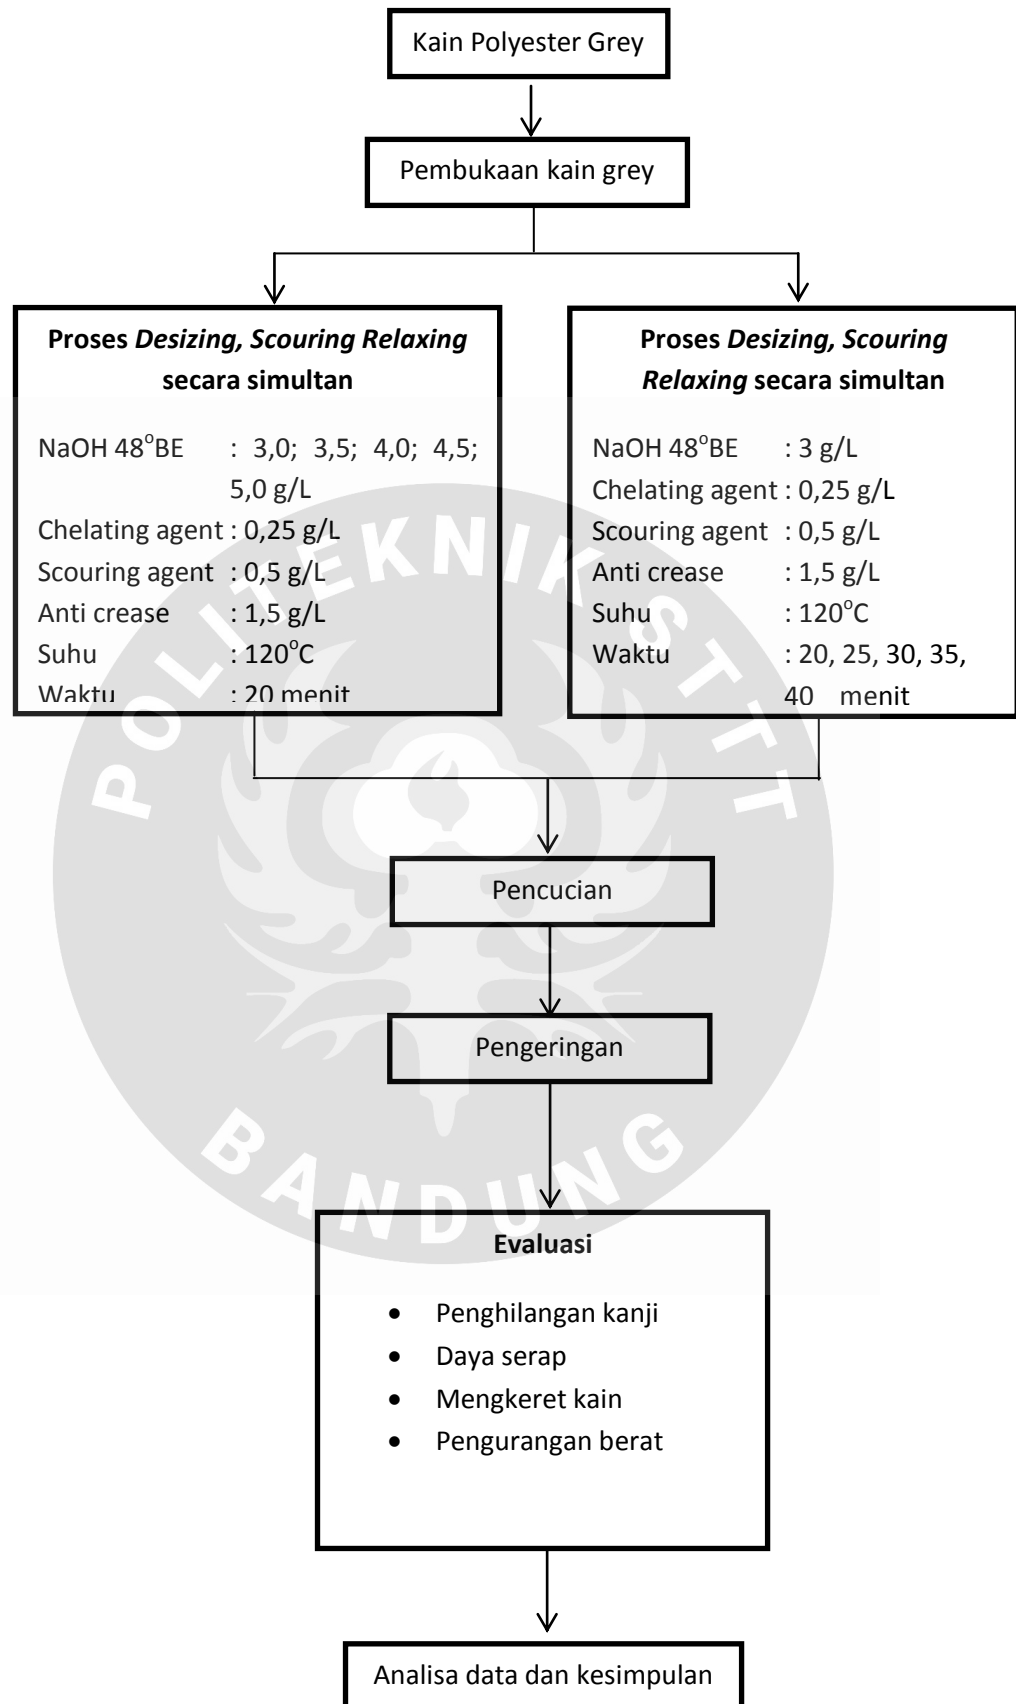 Kain Polyester Grey
Pembukaan kain grey
Proses Desizing, Scouring Relaxing
secara simultan
NaOH 48°BE : 3,0; 3,5; 4,0; 4,5;
5,0 g/L
Chelating agent : 0,25 g/L
Scouring agent : 0,5 g/L
Anti crease : 1,5 g/L
Suhu : 120°C
Waktu : 20 menit
Proses Desizing, Scouring
Relaxing secara simultan
NaOH 48°BE : 3 g/L
Chelating agent : 0,25 g/L
Scouring agent : 0,5 g/L
Anti crease : 1,5 g/L
Suhu : 120°C
Waktu : 20, 25, 30, 35,
40 menit
Pencucian
Pengeringan
Evaluasi
• Penghilangan kanji
• Daya serap
• Mengkeret kain
• Pengurangan berat
Analisa data dan kesimpulan
POLITEKNIK STTT
BANDUNG